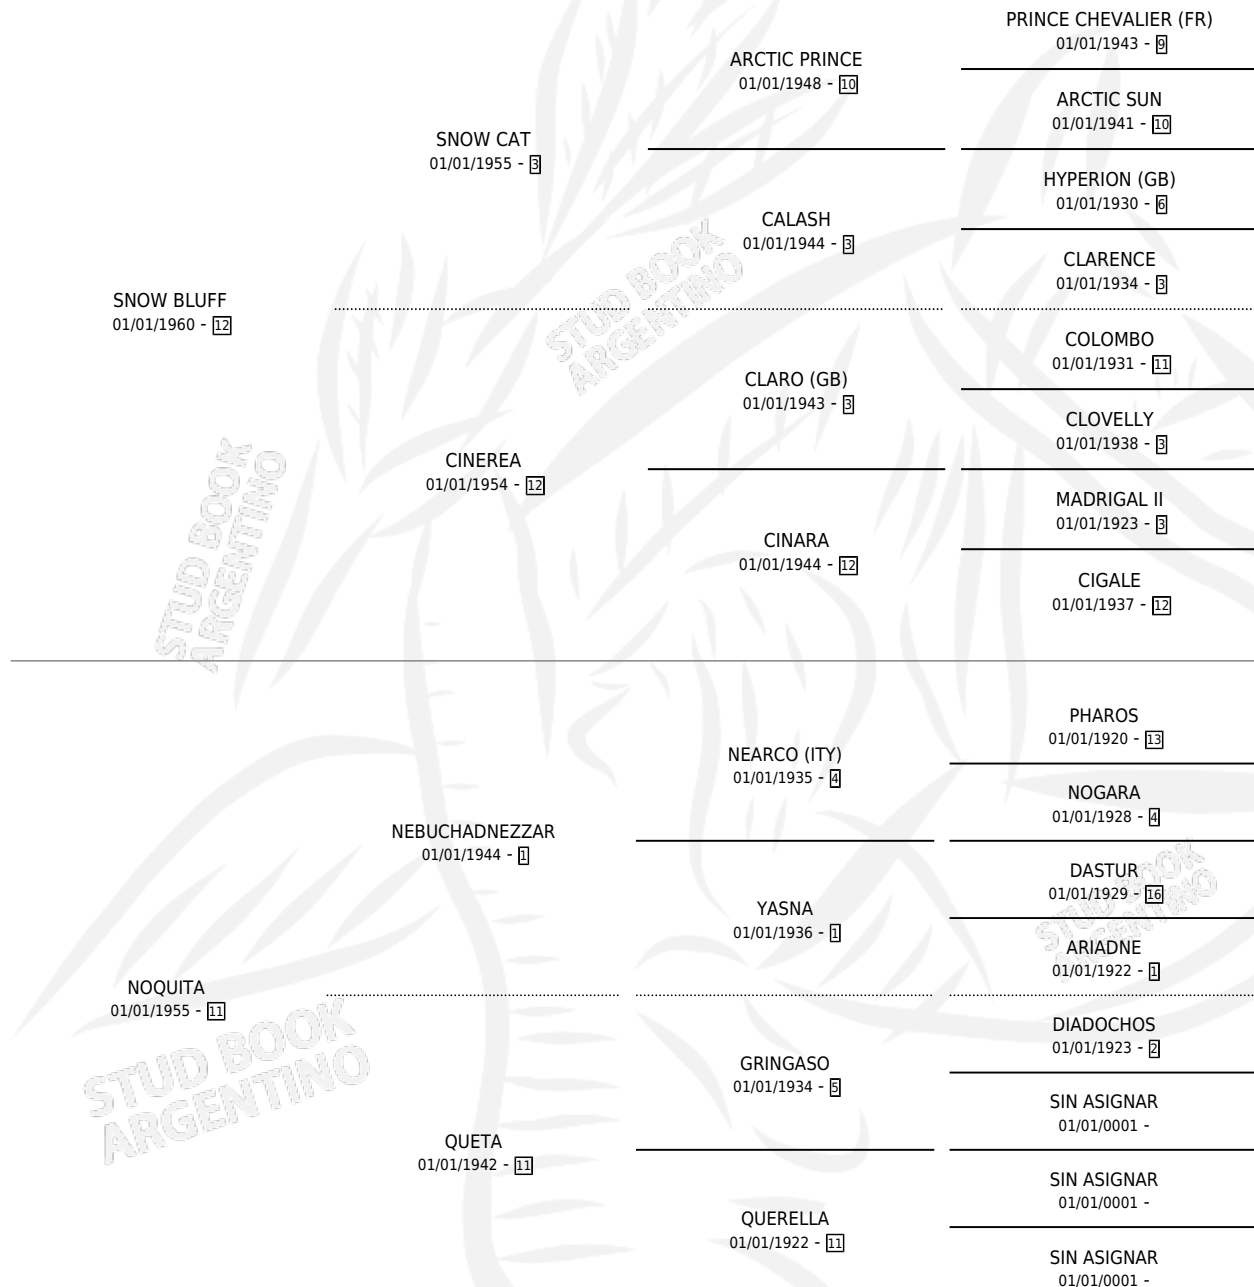 PRINCE CHEVALIER (FR)
01/01/1943 - 9
ARCTIC PRINCE
01/01/1948 - 10
ARCTIC SUN
01/01/1941 - 10
SNOW CAT
01/01/1955 - 3
HYPERION (GB)
01/01/1930 - 6
CALASH
01/01/1944 - 3
CLARENCE
01/01/1934 - 3
SNOW BLUFF
01/01/1960 - 12
COLOMBO
01/01/1931 - 11
CLARO (GB)
01/01/1943 - 3
CLOVELLY
01/01/1938 - 3
CINEREA
01/01/1954 - 12
MADRIGAL II
01/01/1923 - 3
CINARA
01/01/1944 - 12
CIGALE
01/01/1937 - 12
PHAROS
01/01/1920 - 13
NEARCO (ITY)
01/01/1935 - 4
NOGARA
01/01/1928 - 4
NEBUCHADNEZZAR
01/01/1944 - 1
DASTUR
01/01/1929 - 16
YASNA
01/01/1936 - 1
ARIADNE
01/01/1922 - 1
NOQUITA
01/01/1955 - 11
DIADOCHOS
01/01/1923 - 2
GRINGASO
01/01/1934 - 5
SIN ASIGNAR
01/01/0001 -
QUETA
01/01/1942 - 11
SIN ASIGNAR
01/01/0001 -
QUERELLA
01/01/1922 - 11
SIN ASIGNAR
01/01/0001 -
STUD BOOK
ARGENTINO
STUD BOOK
ARGENTINO
STUD BOOK
ARGENTINO
STUD BOOK
ARGENTINO